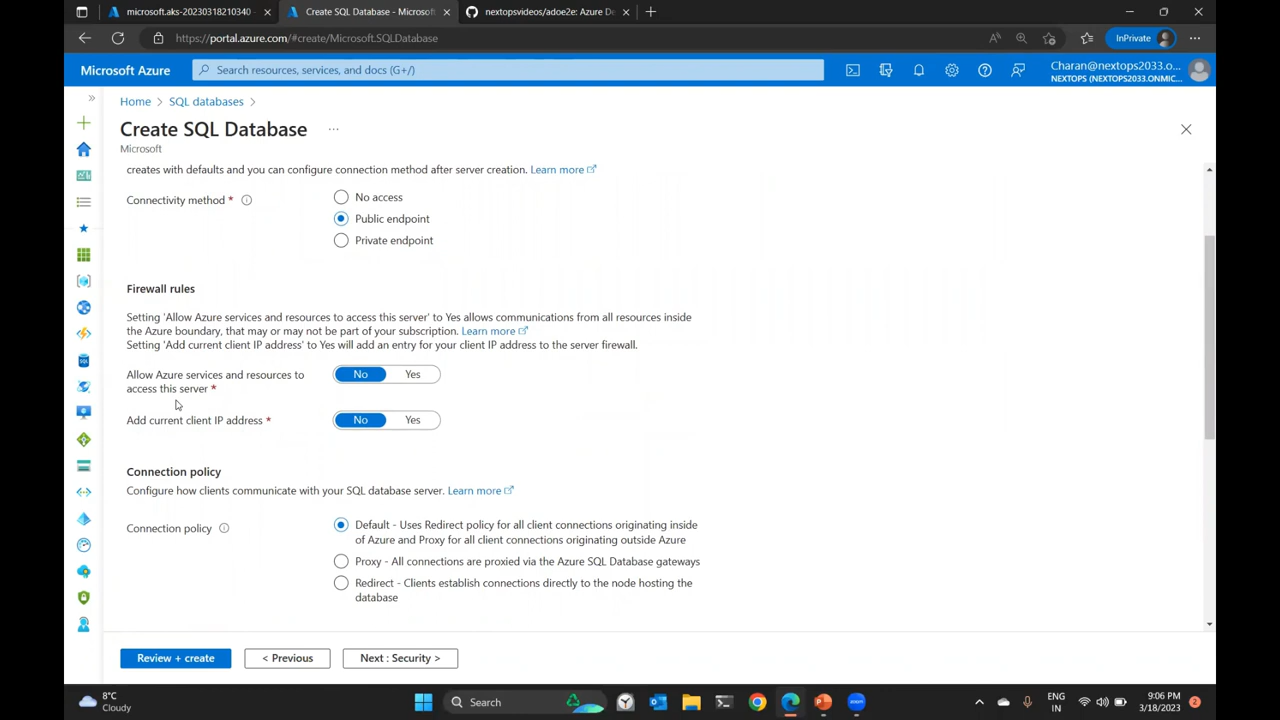 microsoft.aks-20230318210340 -
Create SQL Database - Microsoft
nextopsvideos/adoe2e: Azure De
https://portal.azure.com/#create/Microsoft.SQLDatabase
InPrivate
Microsoft Azure
Search resources, services, and docs (G+/)
Charan@nextops2033.o...
NEXTOPS (NEXTOPS2033.ONMIC...
Home > SQL databases >
Create SQL Database ...
Microsoft
creates with defaults and you can configure connection method after server creation. Learn more
Connectivity method *
No access
Public endpoint
Private endpoint
Firewall rules
Setting 'Allow Azure services and resources to access this server' to Yes allows communications from all resources inside
the Azure boundary, that may or may not be part of your subscription. Learn more
Setting 'Add current client IP address' to Yes will add an entry for your client IP address to the server firewall.
Allow Azure services and resources to
access this server *
No Yes
Add current client IP address *
No Yes
Connection policy
Configure how clients communicate with your SQL database server. Learn more
Connection policy
Default - Uses Redirect policy for all client connections originating inside
of Azure and Proxy for all client connections originating outside Azure
Proxy - All connections are proxied via the Azure SQL Database gateways
Redirect - Clients establish connections directly to the node hosting the
database
Review + create
< Previous
Next : Security >
8°C
Cloudy
Search
ENG
IN
9:06 PM
3/18/2023
2